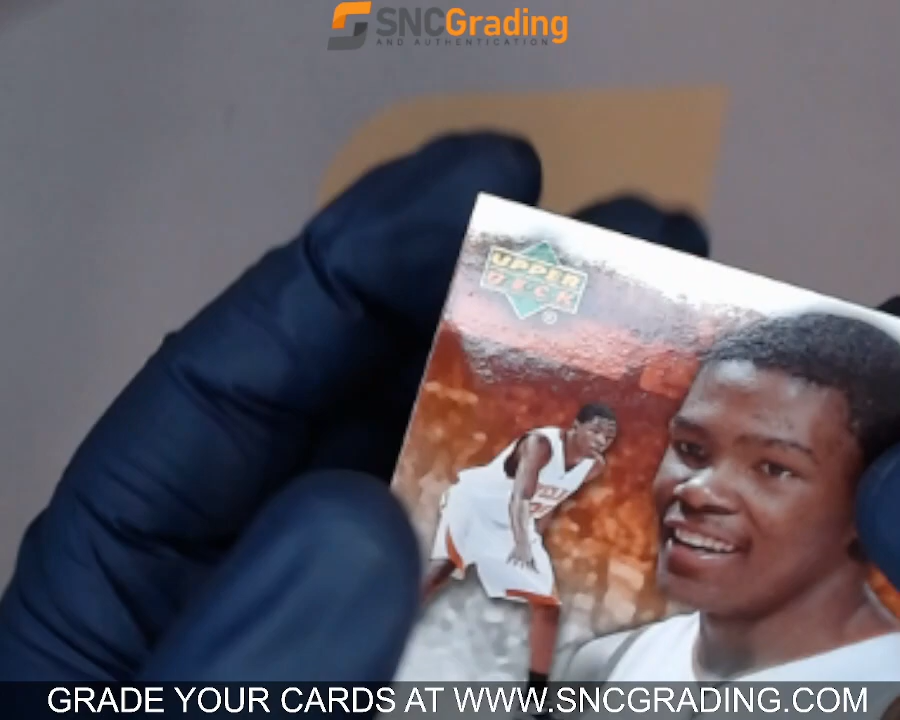 SNCGrading
AND AUTHENTICATION
UPPER
DECK
GRADE YOUR CARDS AT WWW.SNCGRADING.COM